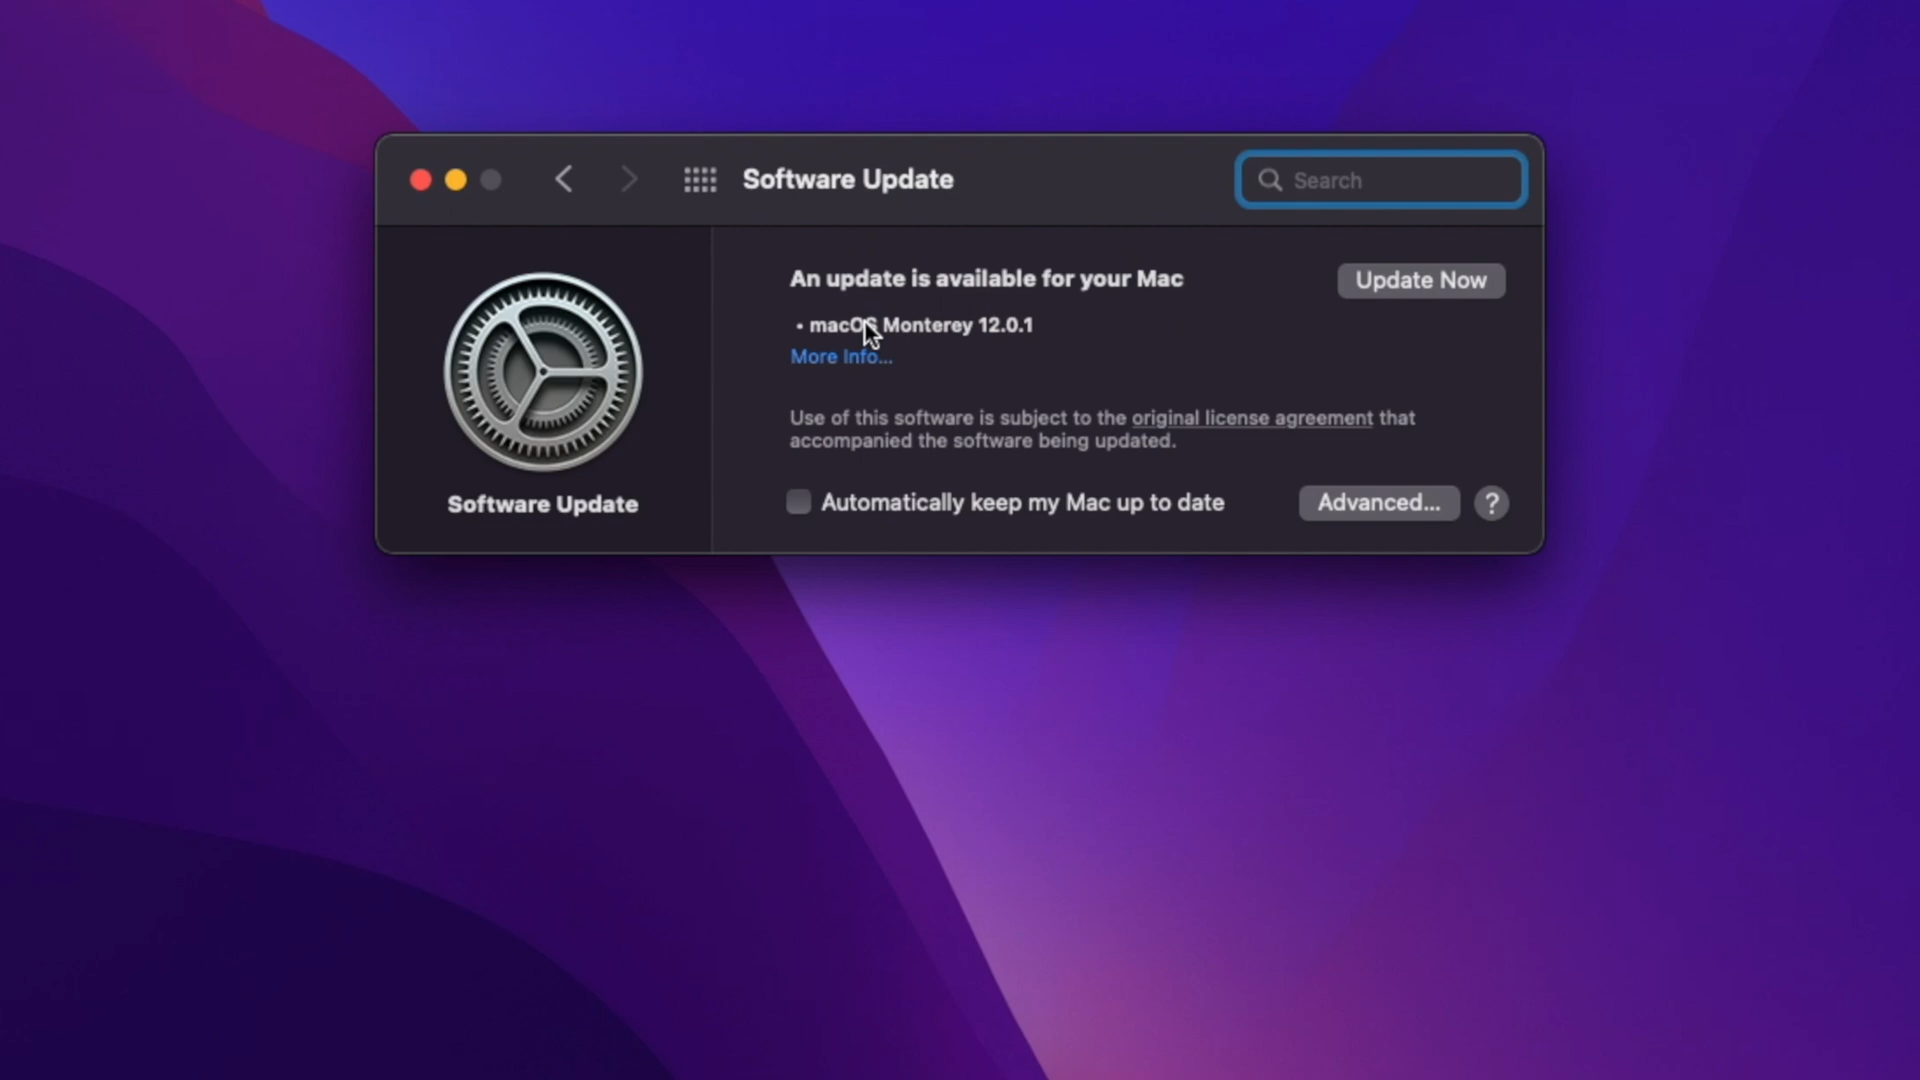 Software Update
Search
An update is available for your Mac
Update Now
• macOS Monterey 12.0.1
More Info...
Use of this software is subject to the original license agreement that
accompanied the software being updated.
Software Update
Automatically keep my Mac up to date
Advanced...
?